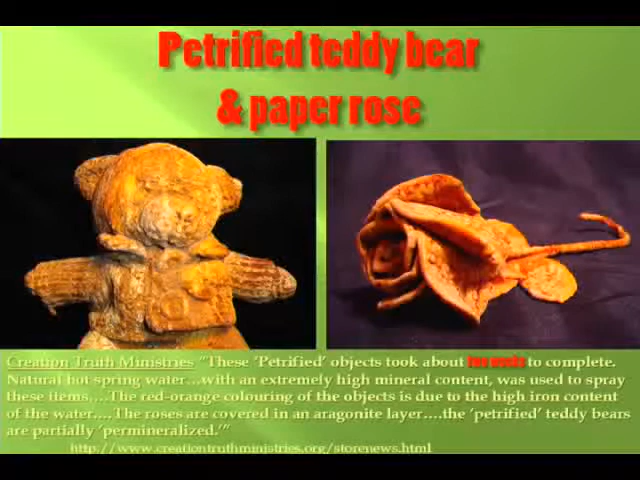 Petrified teddy bear
& paper rose
Creation Truth Ministries "These 'Petrified' objects took about two weeks to complete.
Natural hot spring water...with an extremely high mineral content, was used to spray
these items....The red-orange colouring of the objects is due to the high iron content
of the water....The roses are covered in an aragonite layer....the 'petrified' teddy bears
are partially 'permineralized.'"
http://www.creationtruthministries.org/storenews.html